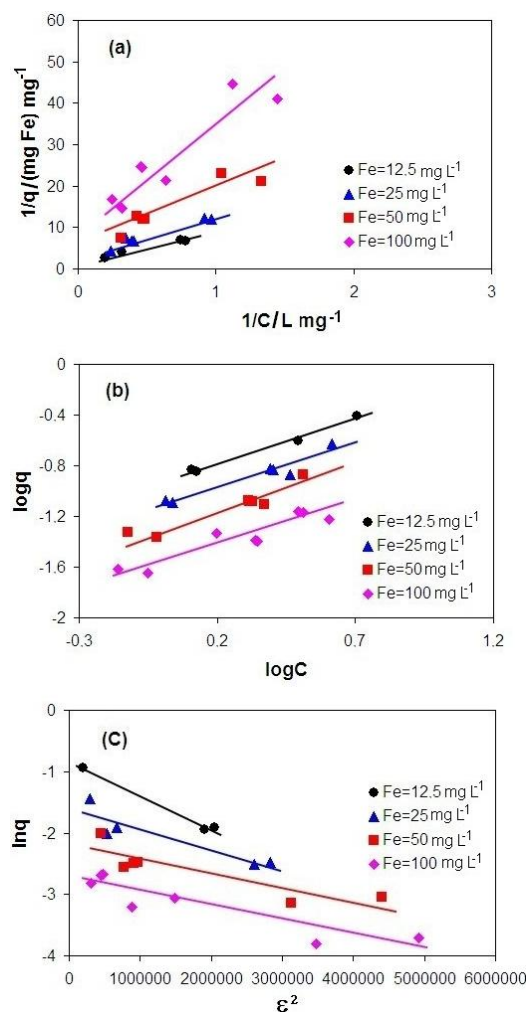 (a)
1/q/(mg Fe) mg-1
60
50
40
30
20
10
0
0 1 2 3
1/C/L mg-1
Fe=12.5 mg L-1
Fe=25 mg L-1
Fe=50 mg L-1
Fe=100 mg L-1
(b)
logq
0
-0.4
-0.8
-1.2
-1.6
-2
-0.3 0.2 0.7 1.2
logC
Fe=12.5 mg L-1
Fe=25 mg L-1
Fe=50 mg L-1
Fe=100 mg L-1
(C)
lnq
0
-1
-2
-3
-4
0 1000000 2000000 3000000 4000000 5000000 6000000
ε²
Fe=12.5 mg L-1
Fe=25 mg L-1
Fe=50 mg L-1
Fe=100 mg L-1